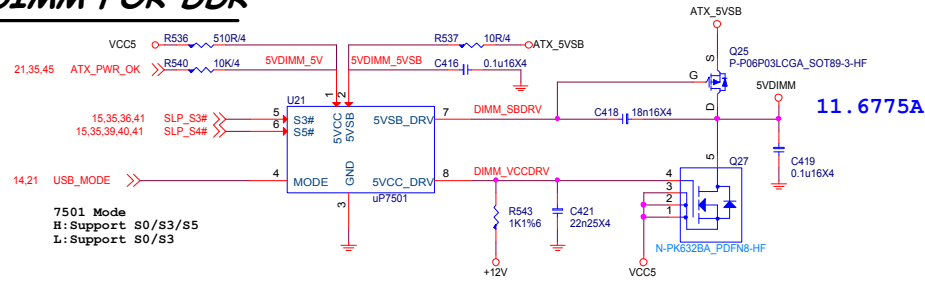 DIMM FOR DDR
ATX_5VSB
VCC5 R536 510R/4 R537 10R/4 ATX_5VSB
Q25
P-P06P03LCGA_SOT89-3-HF
21,35,45 ATX_PWR_OK R540 10K/4 5VDIMM_5V 5VDIMM_5VSB C416 0.1u16X4
S
G
D
5VDIMM
11.6775A
U21
1 2
15,35,36,41 SLP_S3# 5 S3# 5VCC 5VSB 5VSB_DRV 7 DIMM_SBDRV
C418 18n16X4
15,35,39,40,41 SLP_S4# 6 S5#
5 Q27
C419
0.1u16X4
14,21 USB_MODE 4 MODE GND 5VCC_DRV 8 DIMM_VCCDRV 4
3
uP7501
3
2
1
7501 Mode
H:Support S0/S3/S5
L:Support S0/S3
R543
1K1%6
C421
22n25X4
N-PK632BA_PDFN8-HF
+12V
VCC5